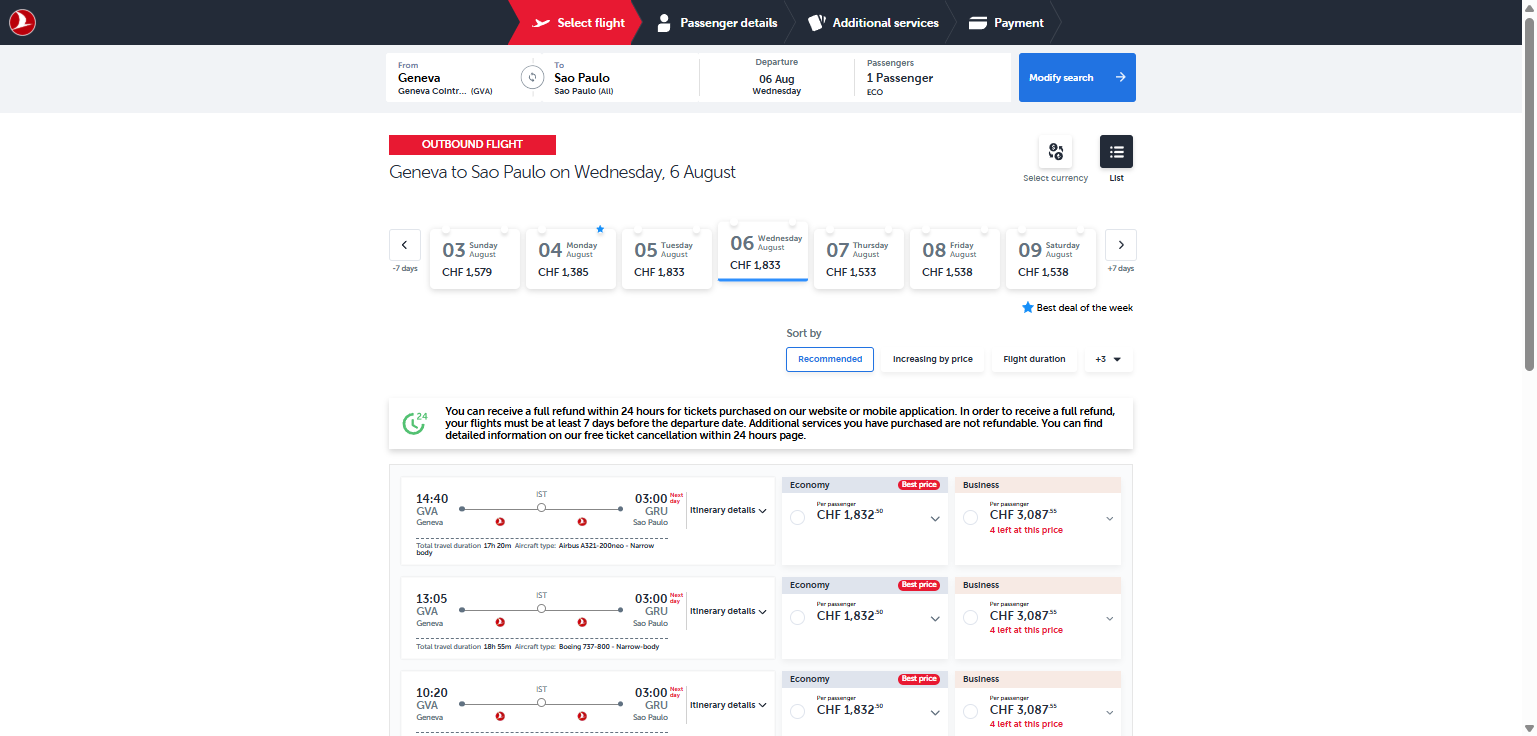 Select flight
Passenger details
Additional services
Payment
From
Geneva
Geneva Cointr... (GVA)
To
Sao Paulo
Sao Paulo (All)
Departure
06 Aug
Wednesday
Passengers
1 Passenger
ECO
Modify search
OUTBOUND FLIGHT
Geneva to Sao Paulo on Wednesday, 6 August
Select currency
List
-7 days
03 Sunday August
CHF 1,579
04 Monday August
CHF 1,385
05 Tuesday August
CHF 1,833
06 Wednesday August
CHF 1,833
07 Thursday August
CHF 1,533
08 Friday August
CHF 1,538
09 Saturday August
CHF 1,538
+7 days
Best deal of the week
Sort by
Recommended
Increasing by price
Flight duration
+3
24
You can receive a full refund within 24 hours for tickets purchased on our website or mobile application. In order to receive a full refund,
your flights must be at least 7 days before the departure date. Additional services you have purchased are not refundable. You can find
detailed information on our free ticket cancellation within 24 hours page.
14:40
GVA
Geneva
IST
03:00 Next day
GRU
Sao Paulo
Itinerary details
Total travel duration 17h 20m Aircraft type: Airbus A321-200neo - Narrow
body
Economy
Best price
Per passenger
CHF 1,832.50
Business
Per passenger
CHF 3,087.55
4 left at this price
13:05
GVA
Geneva
IST
03:00 Next day
GRU
Sao Paulo
Itinerary details
Total travel duration 18h 55m Aircraft type: Boeing 737-800 - Narrow-body
Economy
Best price
Per passenger
CHF 1,832.50
Business
Per passenger
CHF 3,087.55
4 left at this price
10:20
GVA
Geneva
IST
03:00 Next day
GRU
Sao Paulo
Itinerary details
Economy
Best price
Per passenger
CHF 1,832.50
Business
Per passenger
CHF 3,087.55
4 left at this price